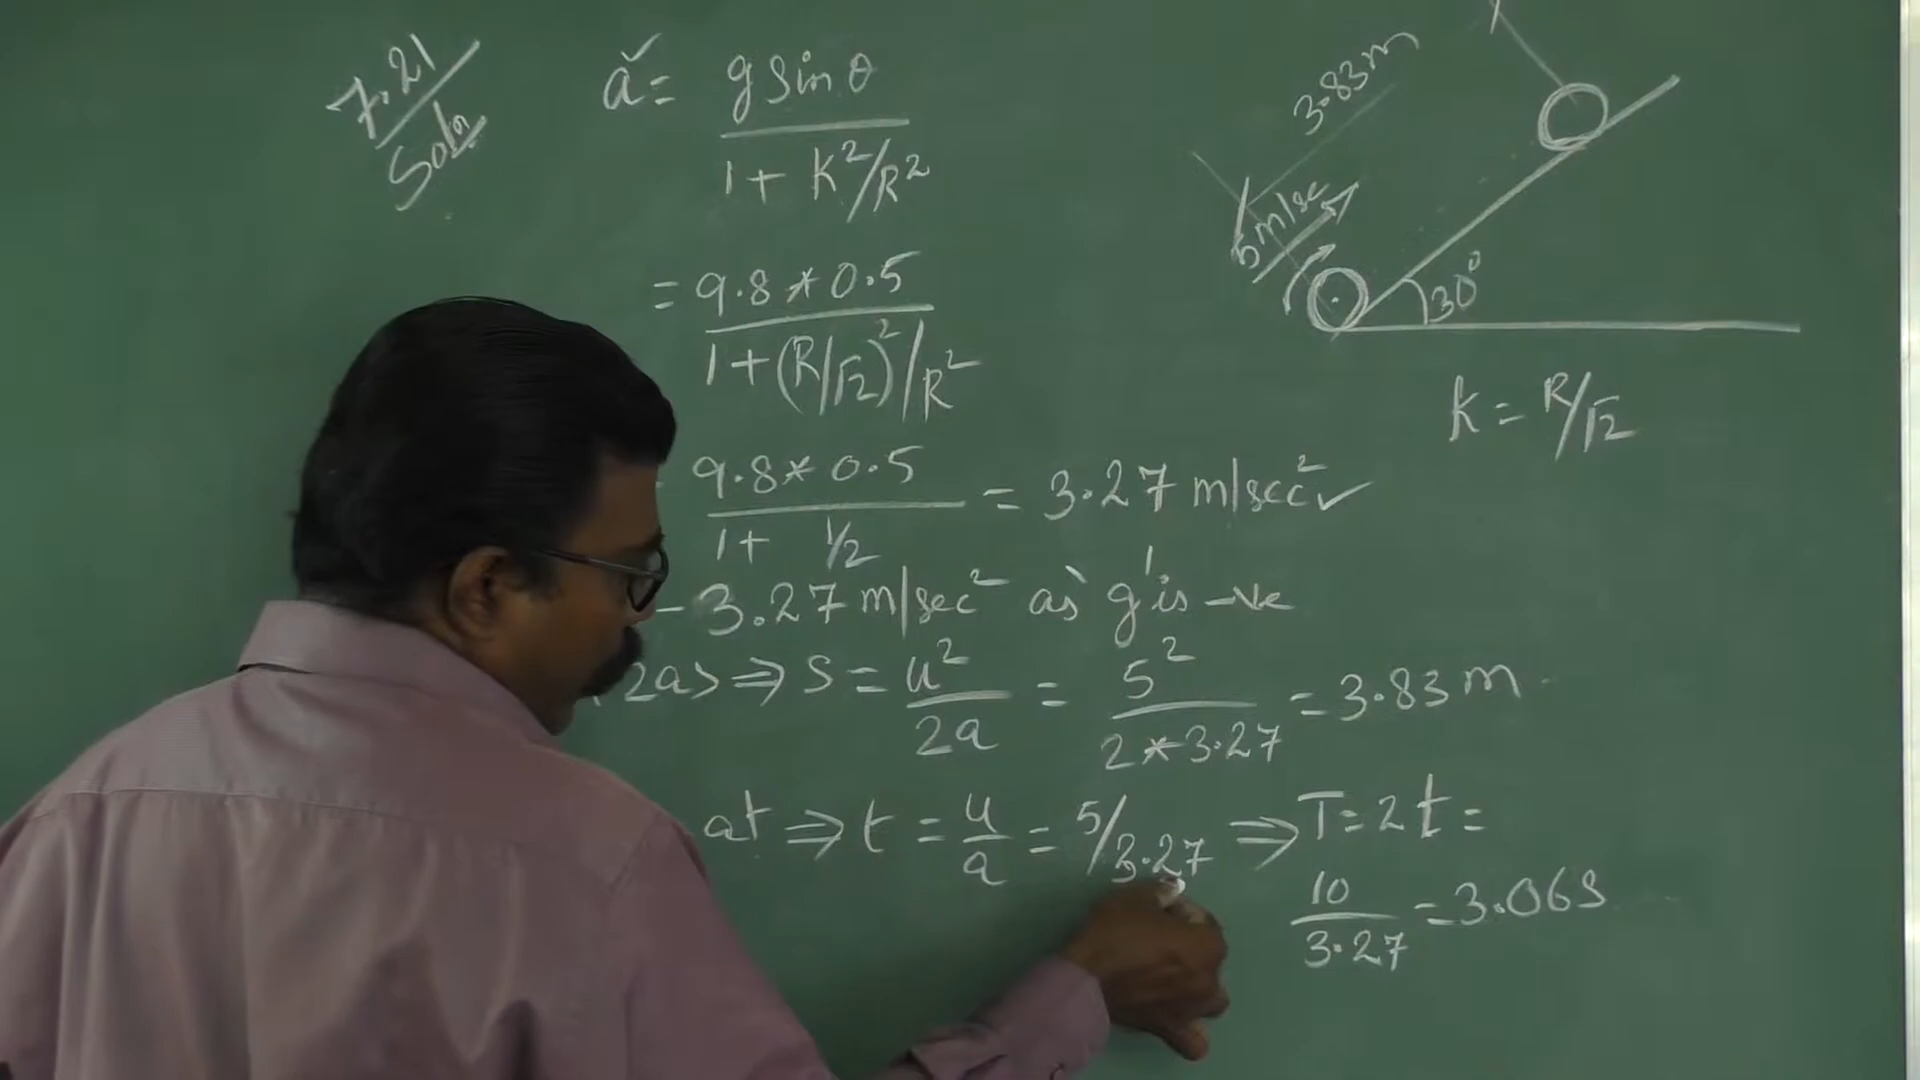 7.21
Soln
a = g sin θ / 1 + K²/R²
= 9.8 * 0.5 / 1 + (R/√2)²/R²
9.8 * 0.5 / 1 + 1/2 = 3.27 m/sec² ✓
- 3.27 m/sec² as 'g' is -ve
2as ⇒ s = u²/2a = 5²/2*3.27 = 3.83 m
at ⇒ t = u/a = 5/3.27 ⇒ T = 2t =
10/3.27 = 3.06 s
3.83 m
5 m/sec
30°
K = R/√2